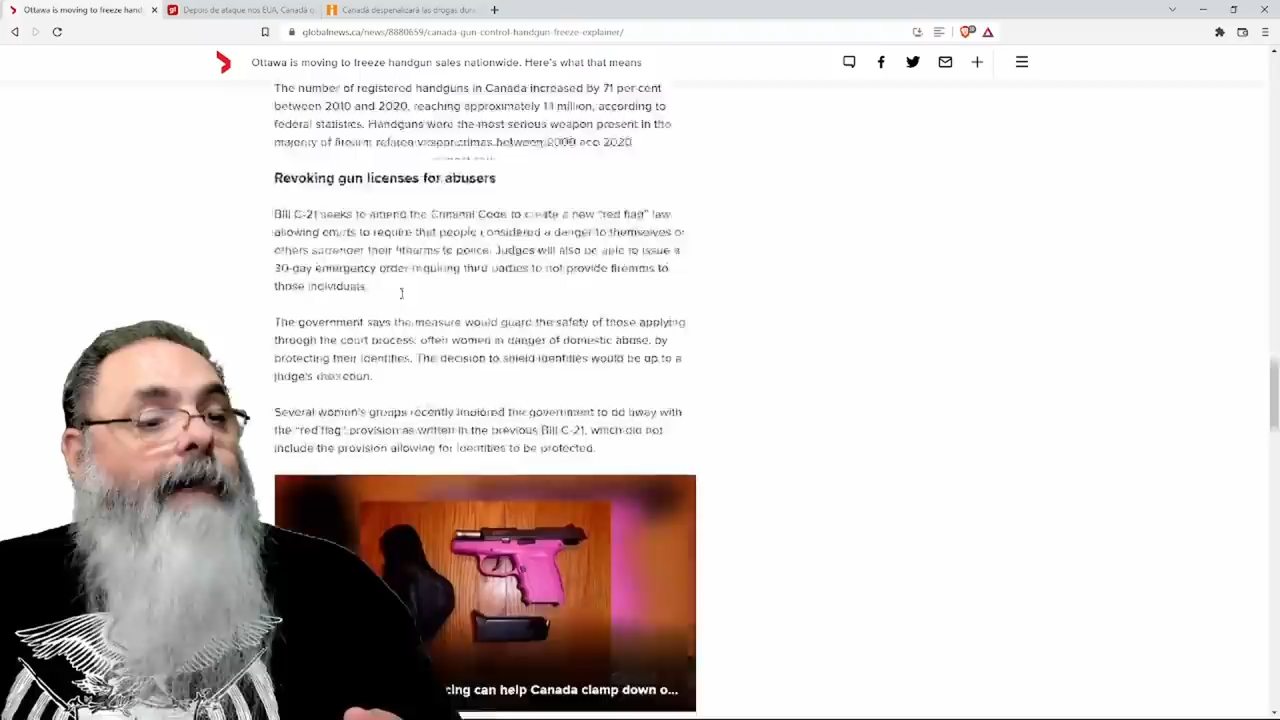 Ottawa is moving to freeze hand
Depois de ataque nos EUA, Canadá q
Canadá despenalizará las drogas dura
globalnews.ca/news/8880659/canada-gun-control-handgun-freeze-explainer/
Ottawa is moving to freeze handgun sales nationwide. Here's what that means
The number of registered handguns in Canada increased by 71 per cent
between 2010 and 2020, reaching approximately 1.1 million, according to
federal statistics. Handguns were the most serious weapon present in the
majority of firearm between 2009 and 2020
Revoking gun licenses for abusers
Bill C-21 seeks to amend the Criminal Code to create a new “red flag” law
allowing courts to require that people considered a danger to themselves or
others surrender their firearms to police. Judges will also be able to issue a
30-day emergency order requiring third parties to not provide firearms to
those individuals.
The government says the measure would guard the safety of those applying
through the court process, often women in danger of domestic abuse, by
protecting their identities. The decision to shield identities would be up to a
judge's discretion.
Several women's groups recently implored the government to do away with
the “red flag” provision as written in the previous Bill C-21, which did not
include the provision allowing for identities to be protected.
cing can help Canada clamp down o...